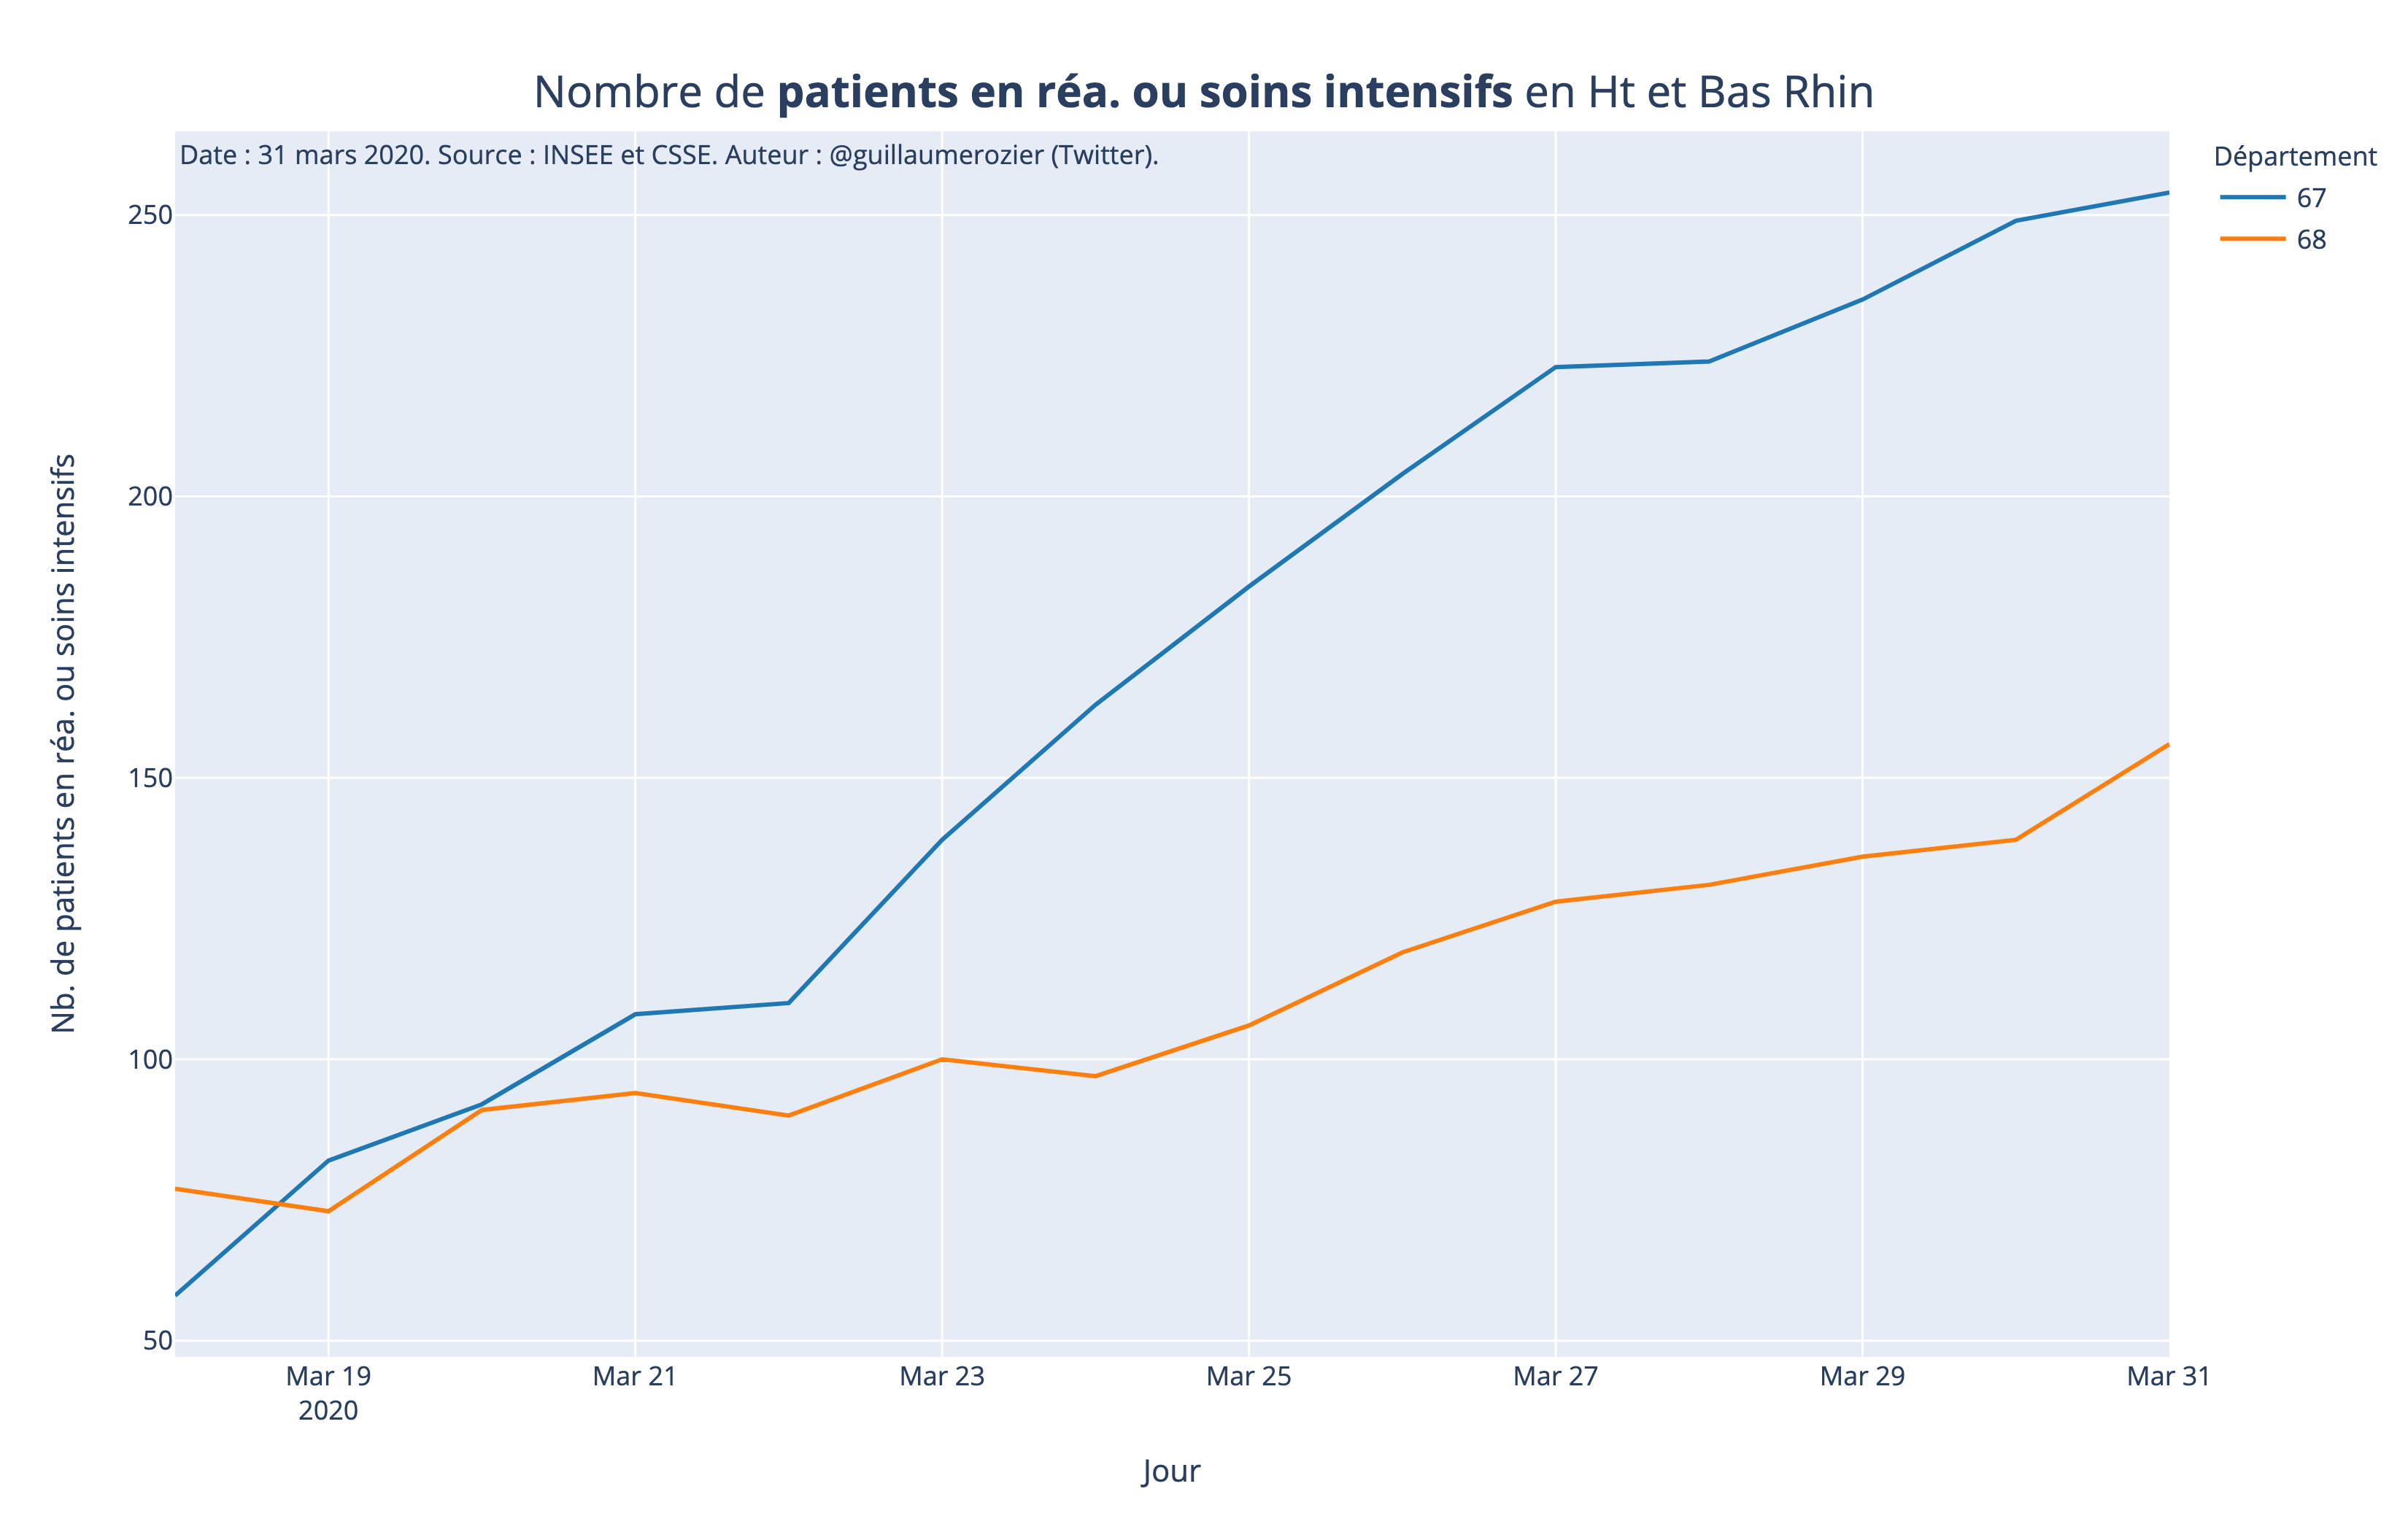 Nombre de patients en réa. ou soins intensifs en Ht et Bas Rhin
Date : 31 mars 2020. Source : INSEE et CSSE. Auteur : @guillaumerozier (Twitter).
Département
67
68
Nb. de patients en réa. ou soins intensifs
250
200
150
100
50
Mar 19
2020
Mar 21
Mar 23
Mar 25
Mar 27
Mar 29
Mar 31
Jour